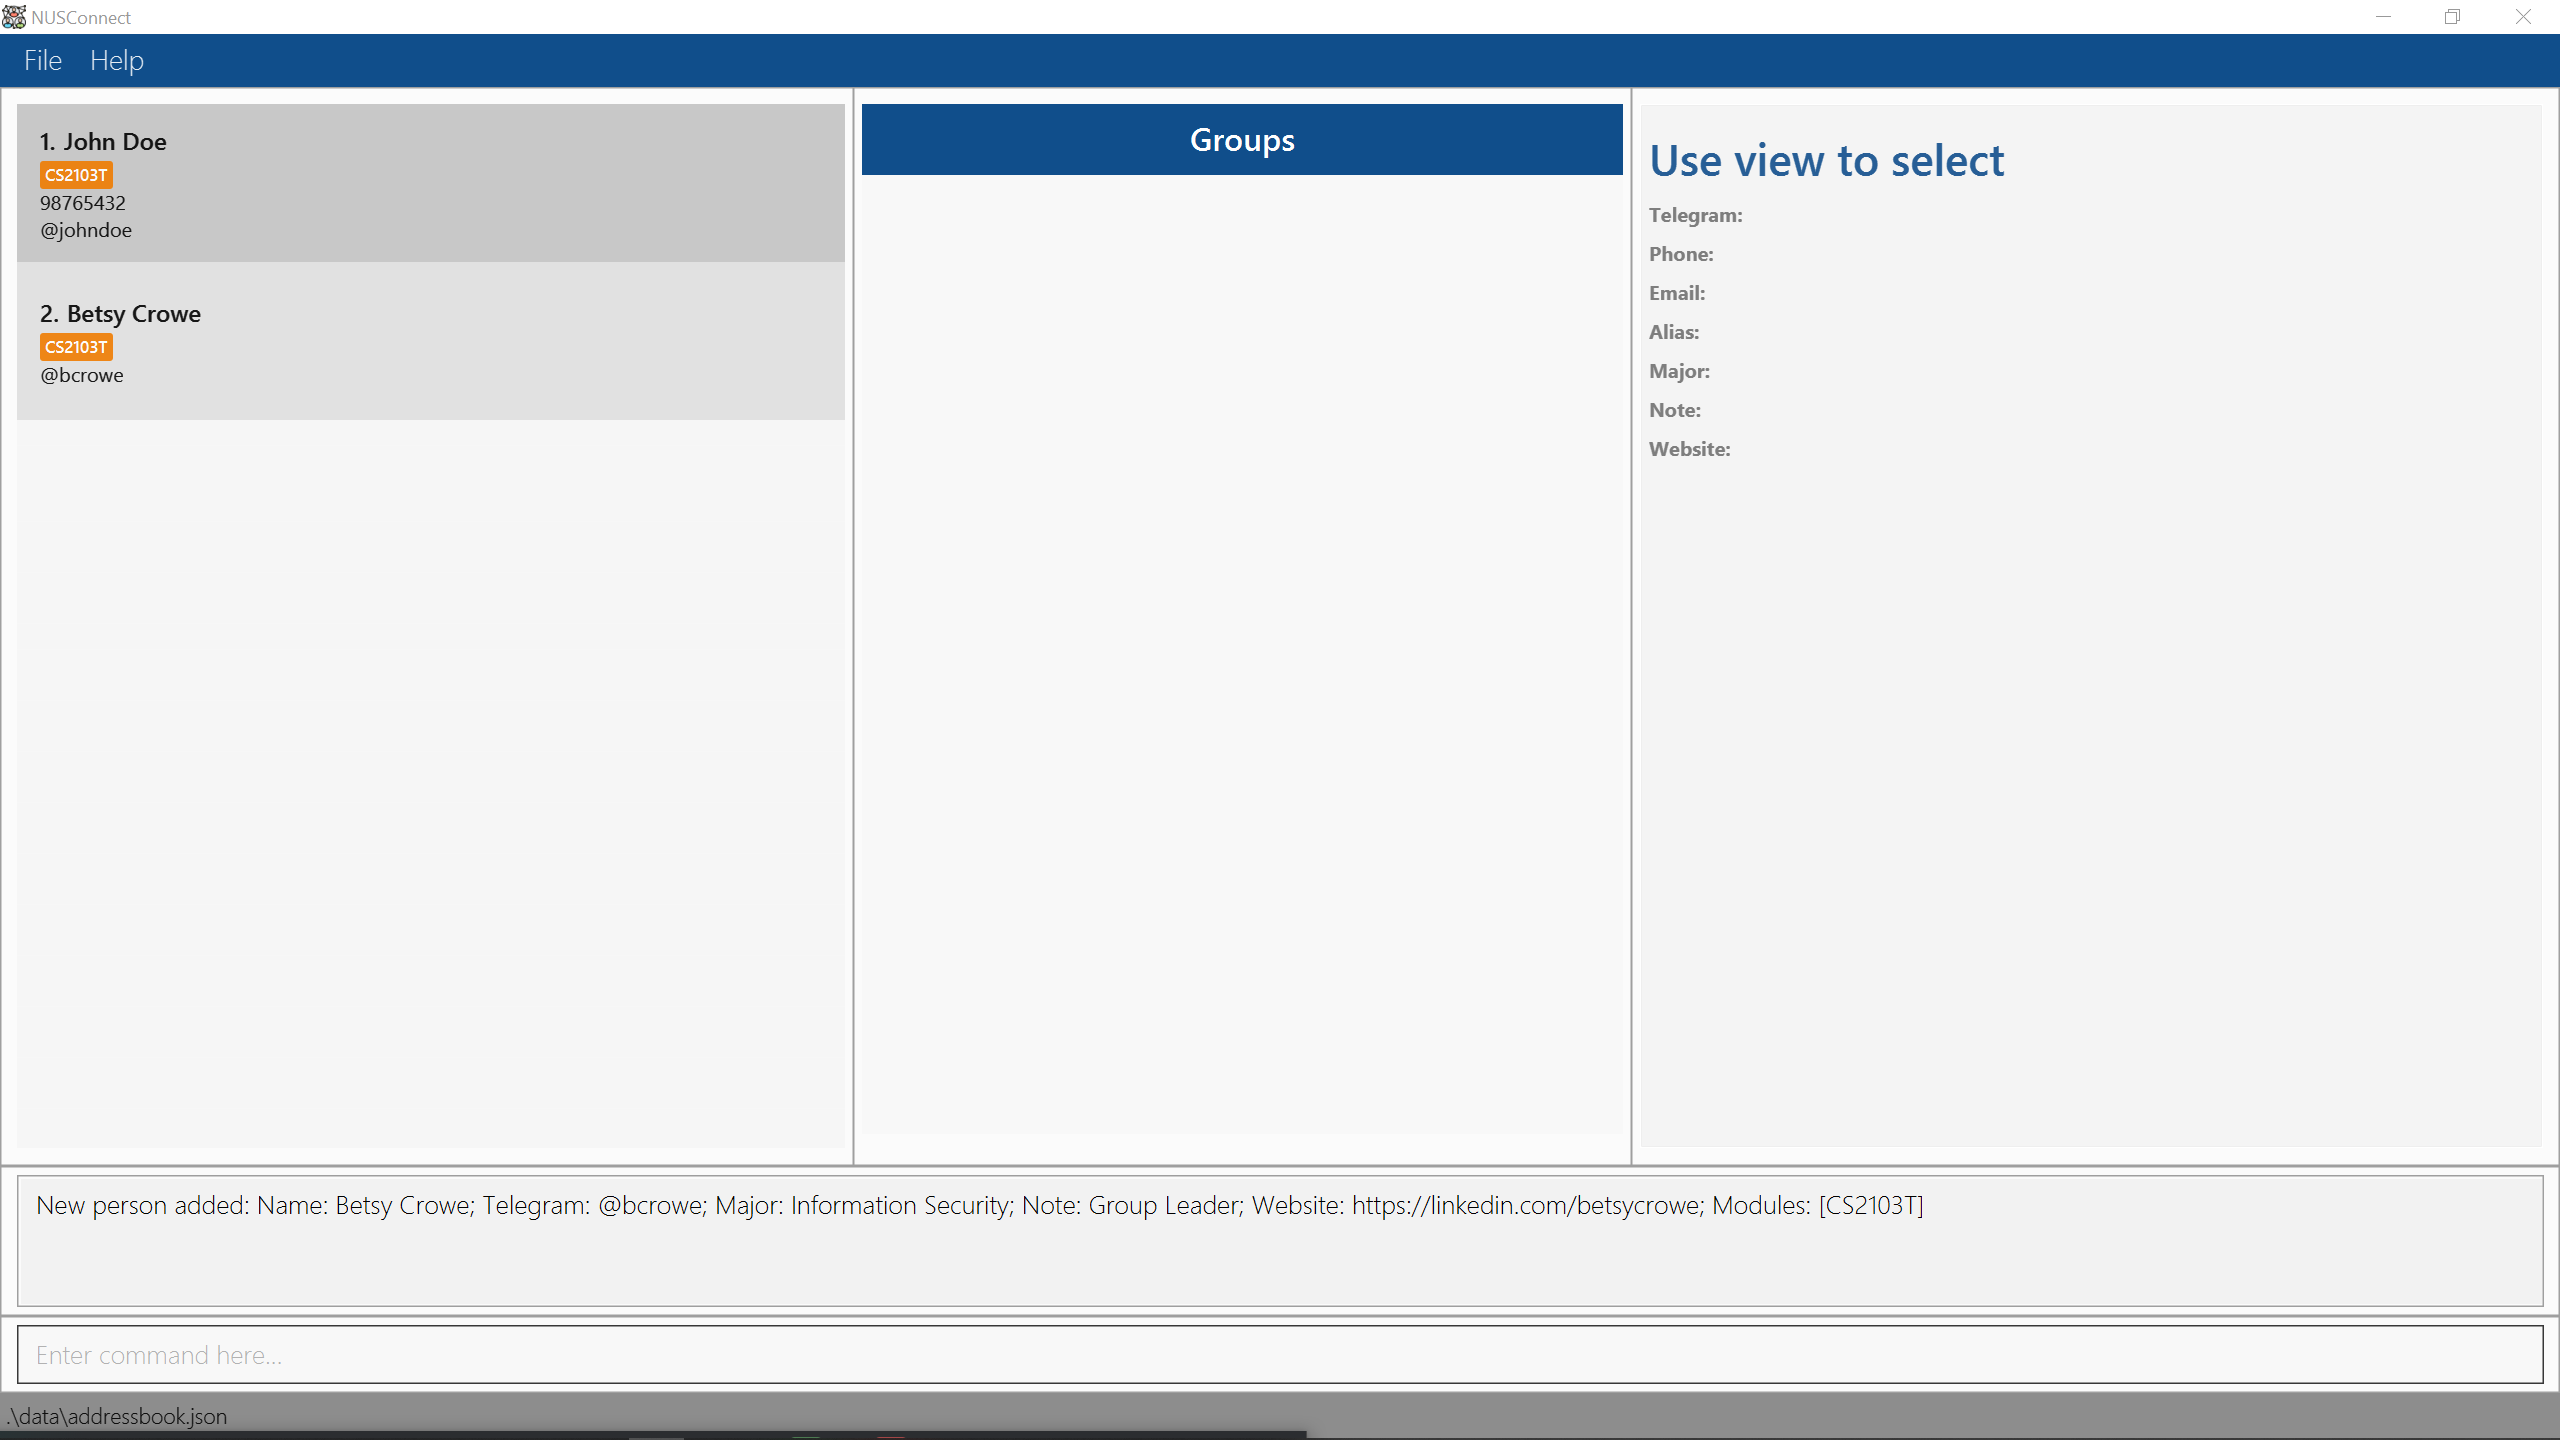 NUSConnect
File Help
1. John Doe
CS2103T
98765432
@johndoe
2. Betsy Crowe
CS2103T
@bcrowe
Groups
Use view to select
Telegram:
Phone:
Email:
Alias:
Major:
Note:
Website:
New person added: Name: Betsy Crowe; Telegram: @bcrowe; Major: Information Security; Note: Group Leader; Website: https://linkedin.com/betsycrowe; Modules: [CS2103T]
Enter command here...
.\data\addressbook.json